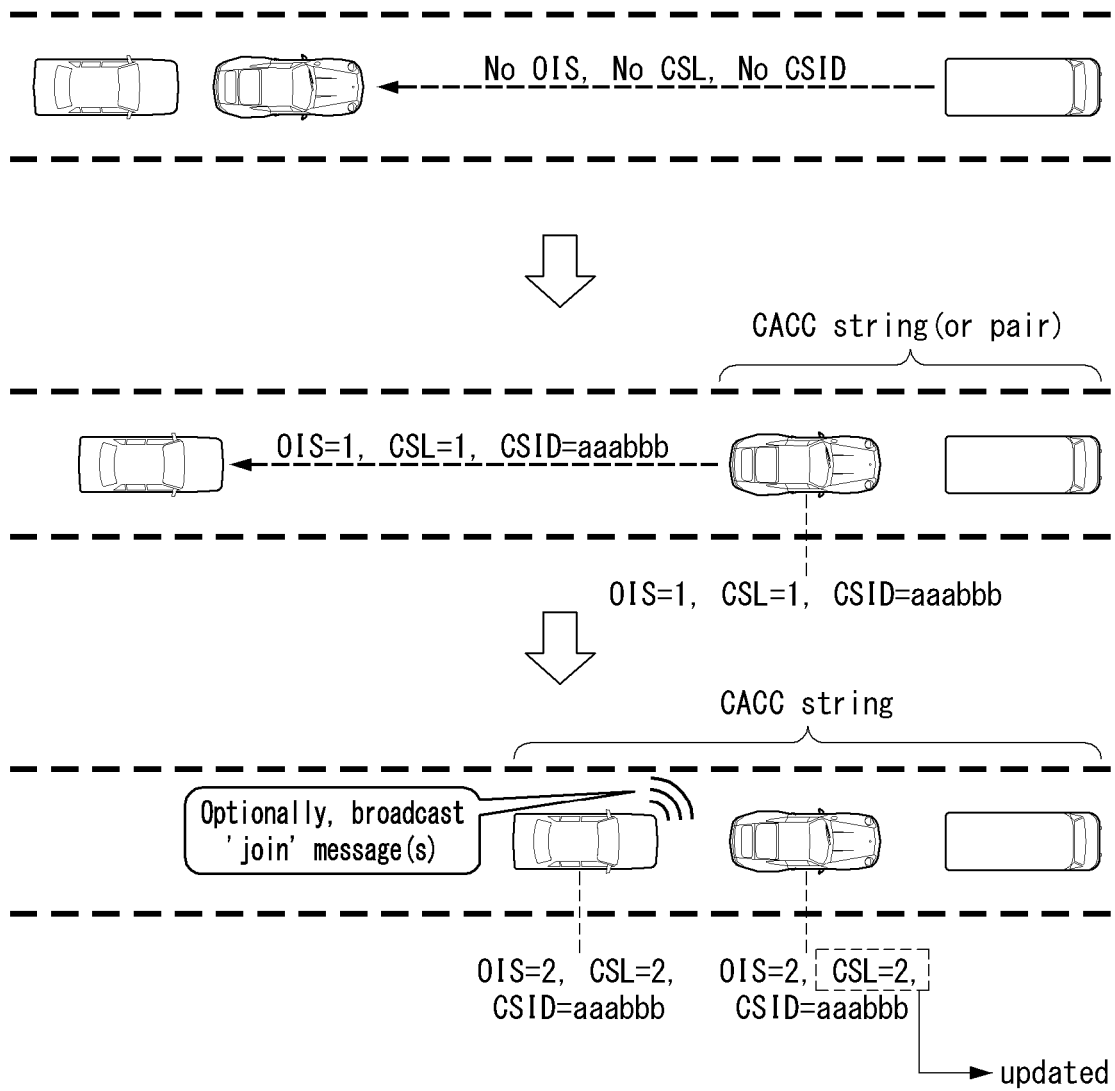 No OIS, No CSL, No CSID
CACC string(or pair)
OIS=1, CSL=1, CSID=aaabbb
OIS=1, CSL=1, CSID=aaabbb
CACC string
Optionally, broadcast
'join' message(s)
OIS=2, CSL=2,
CSID=aaabbb
OIS=2, CSL=2,
CSID=aaabbb
updated